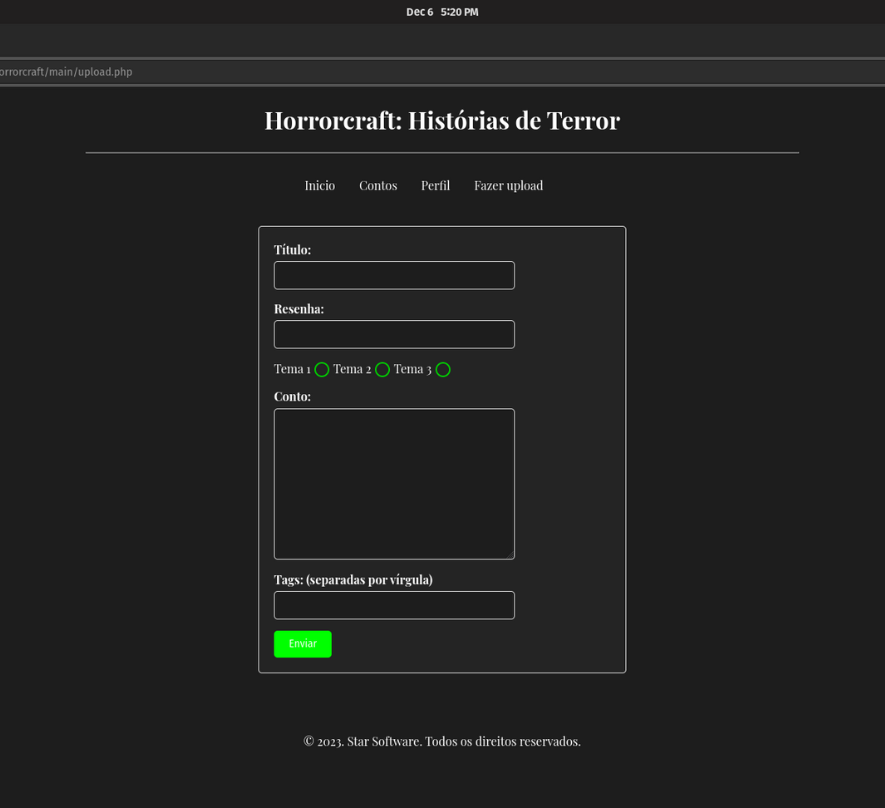 Dec 6 5:20 PM
orrorcraft/main/upload.php
Horrorcraft: Histórias de Terror
Inicio Contos Perfil Fazer upload
Título:
Resenha:
Tema 1 Tema 2 Tema 3
Conto:
Tags: (separadas por vírgula)
Enviar
© 2023. Star Software. Todos os direitos reservados.